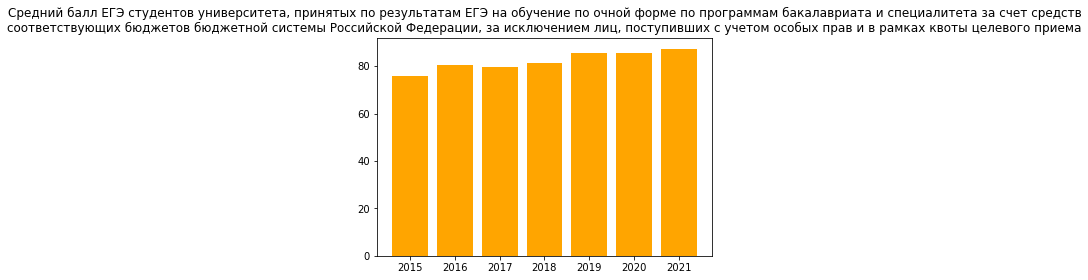 Средний балл ЕГЭ студентов университета, принятых по результатам ЕГЭ на обучение по очной форме по программам бакалавриата и специалитета за счет средств
соответствующих бюджетов бюджетной системы Российской Федерации, за исключением лиц, поступивших с учетом особых прав и в рамках квоты целевого приема
80
60
40
20
0
2015 2016 2017 2018 2019 2020 2021